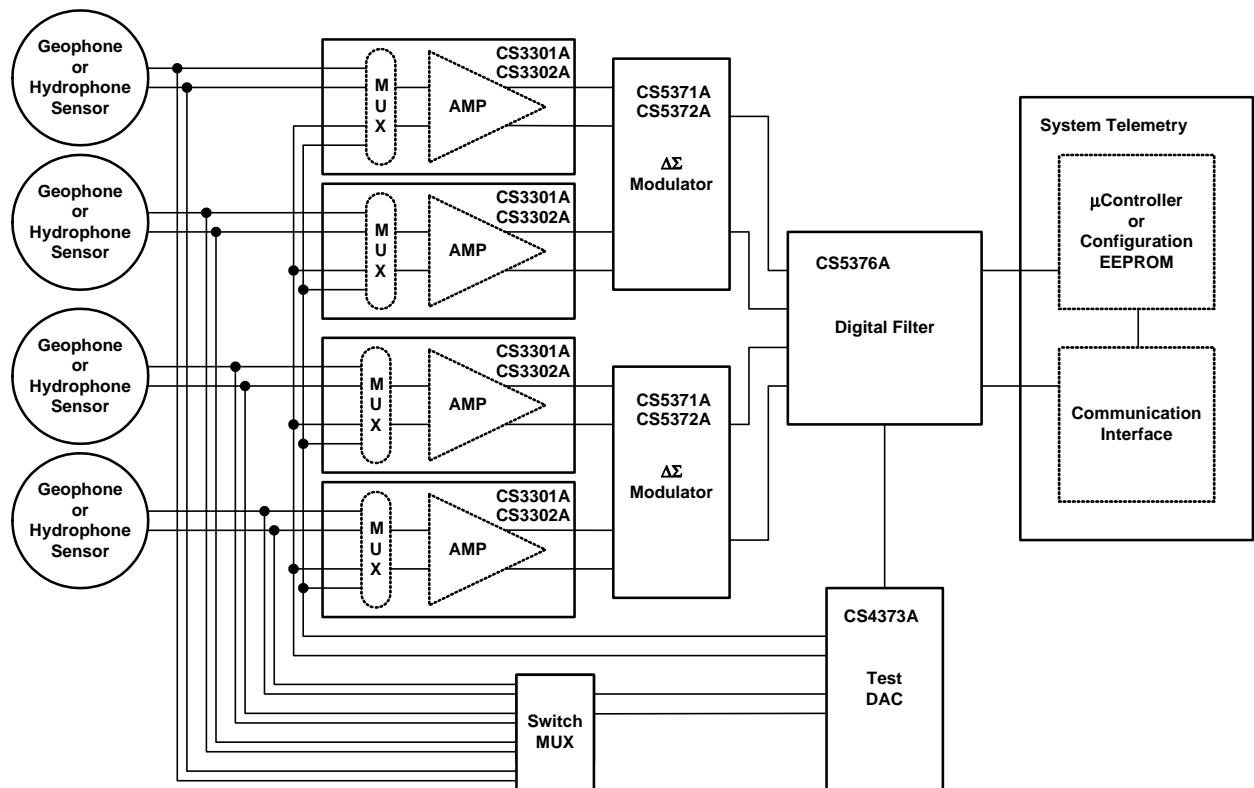 Geophone
or
Hydrophone
Sensor
CS3301A
CS3302A
M
U
X
AMP
CS5371A
CS5372A
ΔΣ
Modulator
Geophone
or
Hydrophone
Sensor
CS3301A
CS3302A
M
U
X
AMP
System Telemetry
µController
or
Configuration
EEPROM
CS5376A
Digital Filter
Communication
Interface
Geophone
or
Hydrophone
Sensor
CS3301A
CS3302A
M
U
X
AMP
CS5371A
CS5372A
ΔΣ
Modulator
Geophone
or
Hydrophone
Sensor
CS3301A
CS3302A
M
U
X
AMP
CS4373A
Test
DAC
Switch
MUX